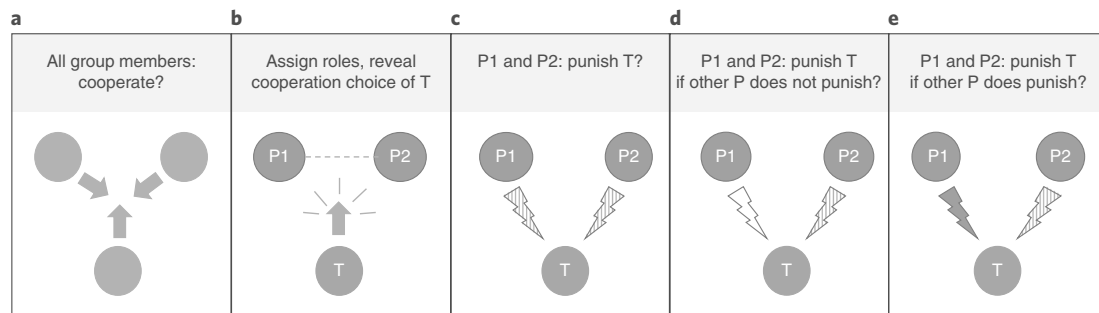 a
b
c
d
e
All group members:
cooperate?
Assign roles, reveal
cooperation choice of T
P1 and P2: punish T?
P1 and P2: punish T
if other P does not punish?
P1 and P2: punish T
if other P does punish?
P1
P2
P1
P2
P1
P2
P1
P2
T
T
T
T